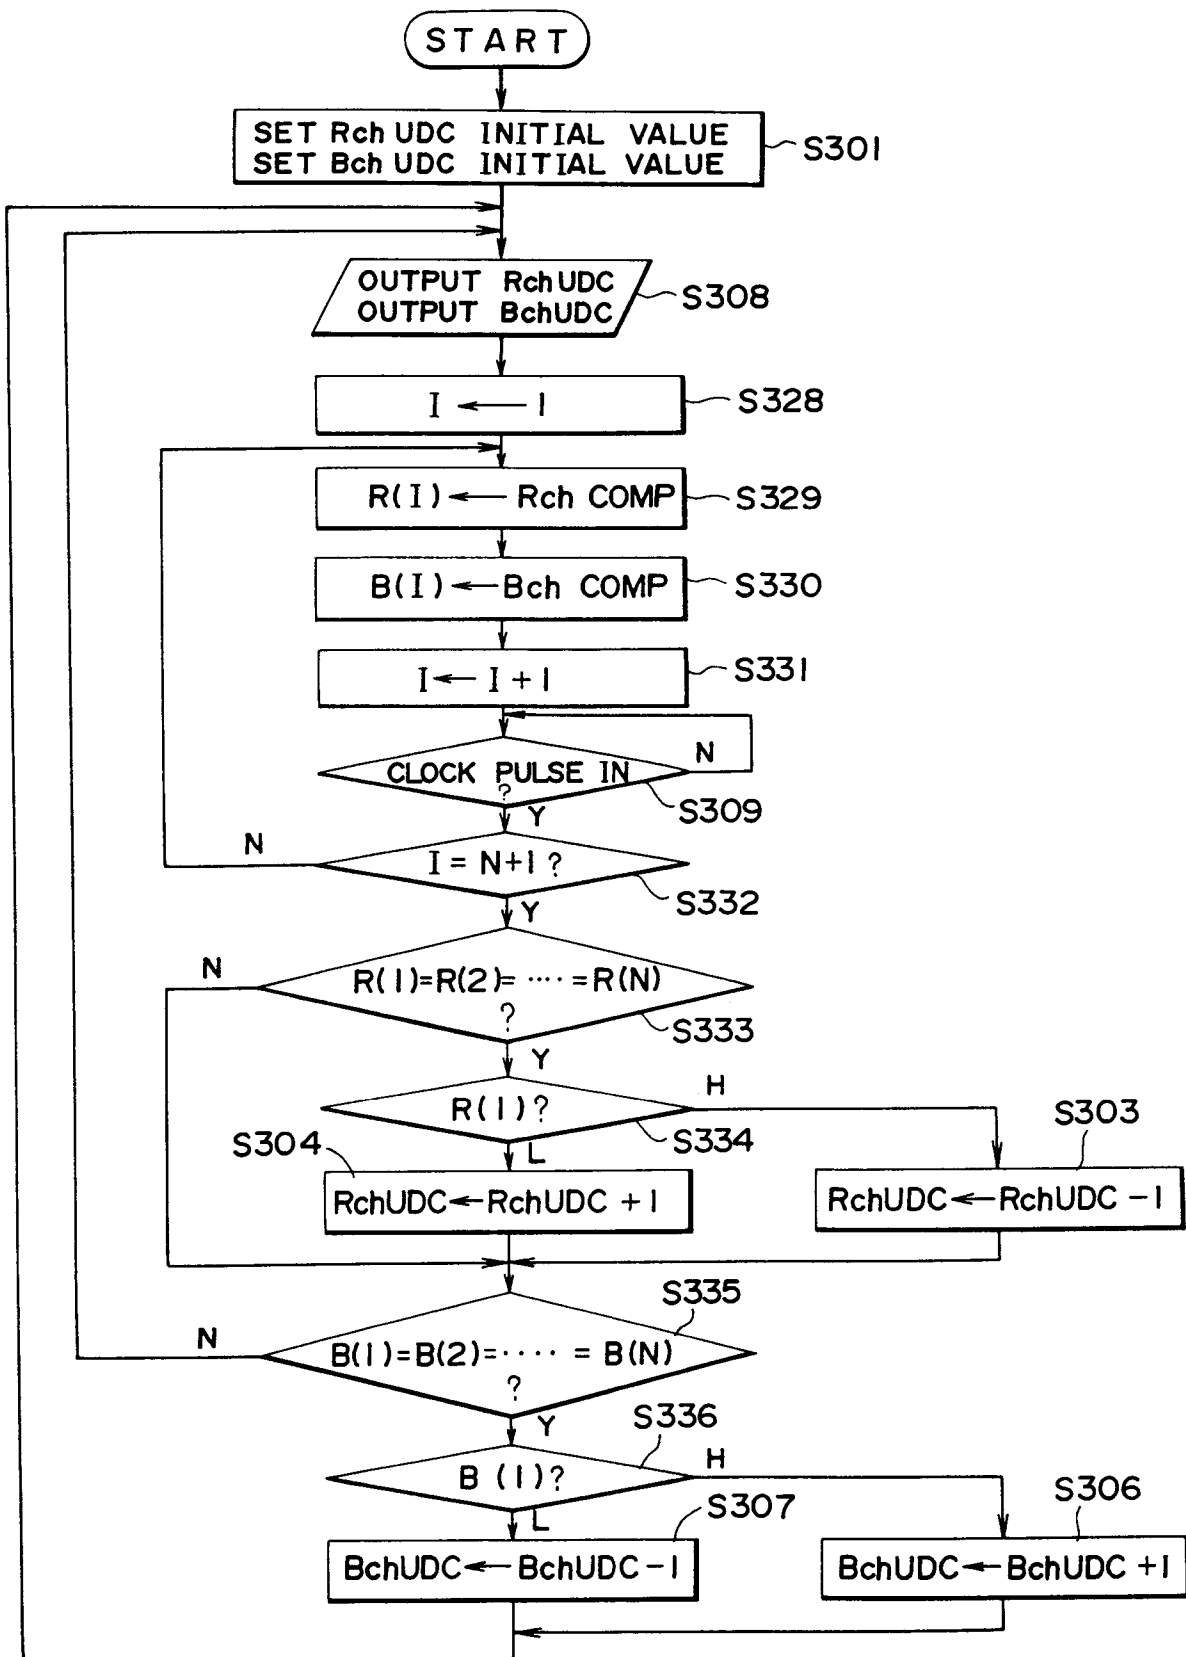 START
SET Rch UDC INITIAL VALUE
SET Bch UDC INITIAL VALUE
S301
OUTPUT RchUDC
OUTPUT BchUDC
S308
I ← 1
S328
R(I) ← Rch COMP
S329
B(I) ← Bch COMP
S330
I ← I + 1
S331
CLOCK PULSE IN
?
N
S309
Y
I = N+1 ?
N
S332
Y
R(1)=R(2)= ···· =R(N)
?
N
S333
Y
R(1)?
H
S334
L
S304
RchUDC ← RchUDC + 1
S303
RchUDC ← RchUDC - 1
S335
B(1)=B(2)= ···· = B(N)
?
N
Y
S336
B (1)?
H
L
S307
BchUDC ← BchUDC - 1
S306
BchUDC ← BchUDC + 1